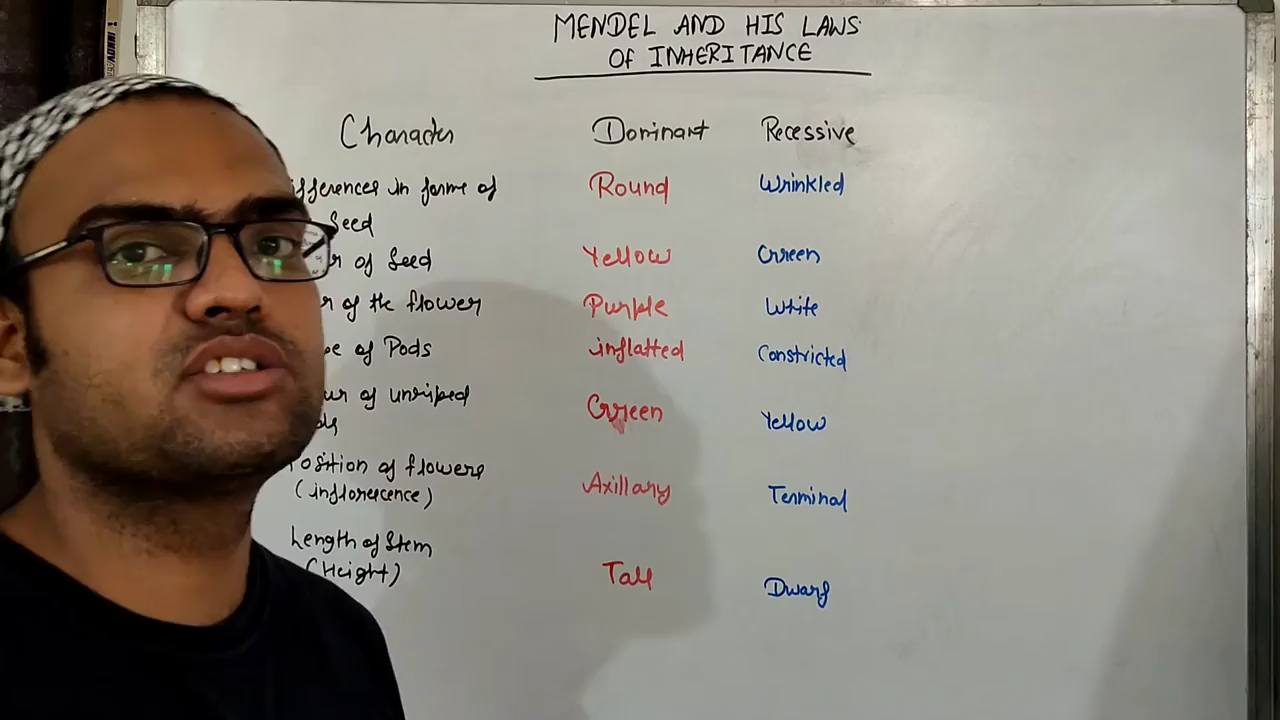 MENDEL AND HIS LAWS
Of INHERITANCE
Character Dominant Recessive
ifferences in forms of Round Wrinkled
Seed
r of Seed Yellow Green
r of the flower Purple White
pe of Pods inflatted Constricted
ur of unriped Green Yellow
ds
Position of flowers Axillary Terminal
(inflorescence)
Length of Stem
(Height) Tall Dwarf